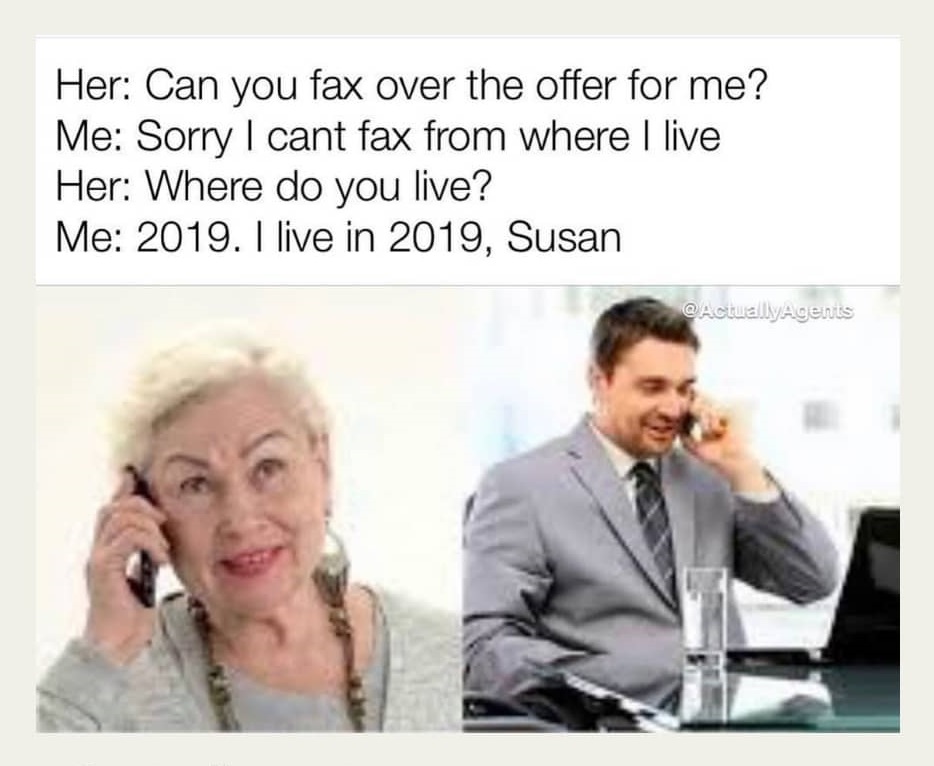 Her: Can you fax over the offer for me?
Me: Sorry I cant fax from where I live
Her: Where do you live?
Me: 2019. I live in 2019, Susan
@ActuallyAgents